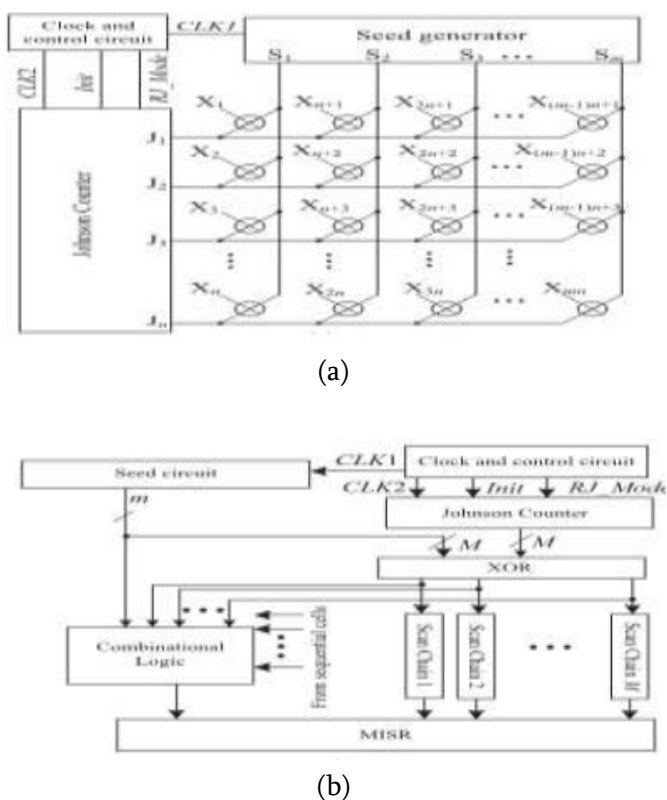 Clock and
control circuit
CLK1
Seed generator
S1 S2 S3 ... Sm
CLK2
Init
RJ_Mode
Johnson Counter
X1 Xn+1 X2n+1 ... X(m-1)n+1
J1
X2 Xn+2 X2n+2 ... X(m-1)n+2
J2
X3 Xn+3 X2n+3 ... X(m-1)n+3
J3
Xn X2n X3n ... Xmn
Jn
(a)
Seed circuit
CLK1
Clock and control circuit
m
CLK2 Init RJ_Mode
Johnson Counter
M M
XOR
Combinational
Logic
From sequential cells
Scan Chain 1
Scan Chain 2
Scan Chain M
MISR
(b)